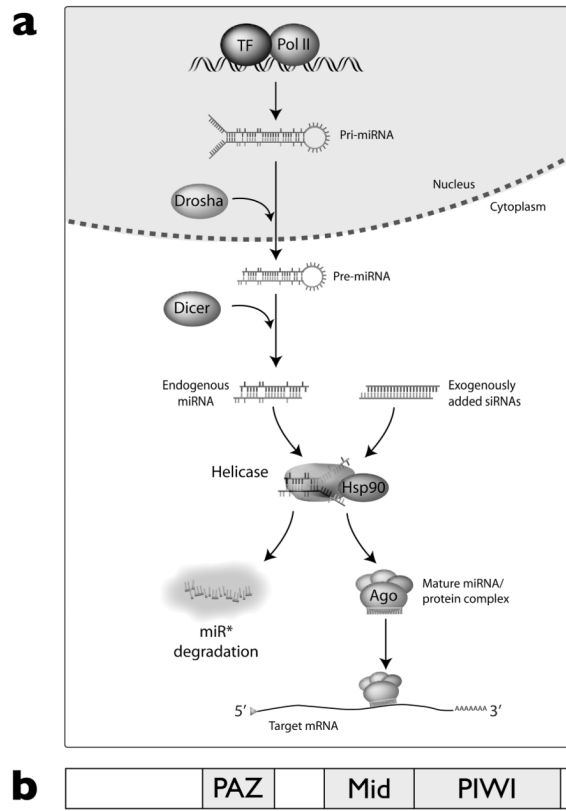 a
TF Pol II
Pri-miRNA
Drosha
Nucleus
Cytoplasm
Pre-miRNA
Dicer
Endogenous
miRNA
Exogenously
added siRNAs
Helicase
Hsp90
Ago
Mature miRNA/
protein complex
miR*
degradation
5′ AAAAAAA 3′
Target mRNA
b
PAZ Mid PIWI